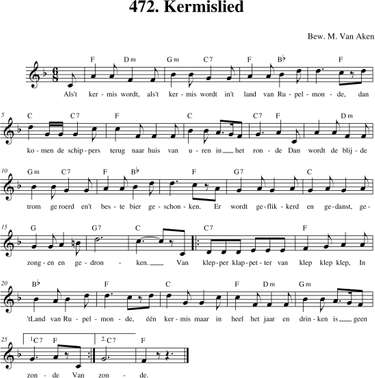 472. Kermislied
Bew. M. Van Aken
F Dm Gm C7 F B♭ F
Als't ker - mis wordt, als't ker - mis wordt in't land van Ru - pel - mon - de, dan
5 C C7 C F C C7 F Dm
ko - men de schip - pers terug naar huis van u - ren in het ron - de Dan wordt de blij - de
10 Gm C7 F B♭ F G7 C
trom ge roerd en't bes - te bier ge - schon - ken. Er wordt ge - flik - kerd en ge - danst, ge -
15 G G7 C C7 F
zong - en en ge - dron - ken. Van klep - per klap - pet - ter van klep klep klep, In
20 B♭ F C F Dm Gm
'tLand van Ru - pel - mon - de, één ker - mis maar in heel het jaar en drin - ken is geen
25 1. C7 F 2. C7 F
zon - de Van zon - de.